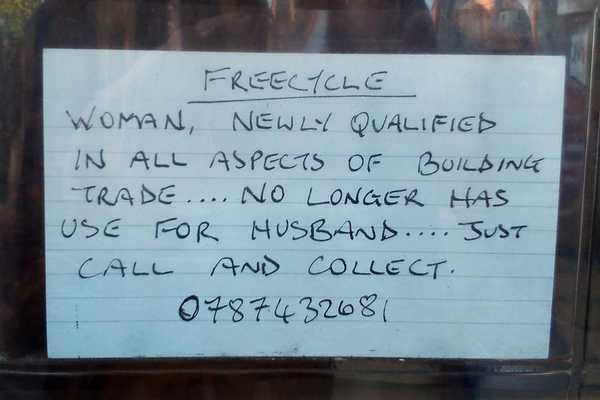 FREECYCLE
WOMAN, NEWLY QUALIFIED
IN ALL ASPECTS OF BUILDING
TRADE.... NO LONGER HAS
USE FOR HUSBAND.... JUST
CALL AND COLLECT.
0787432681